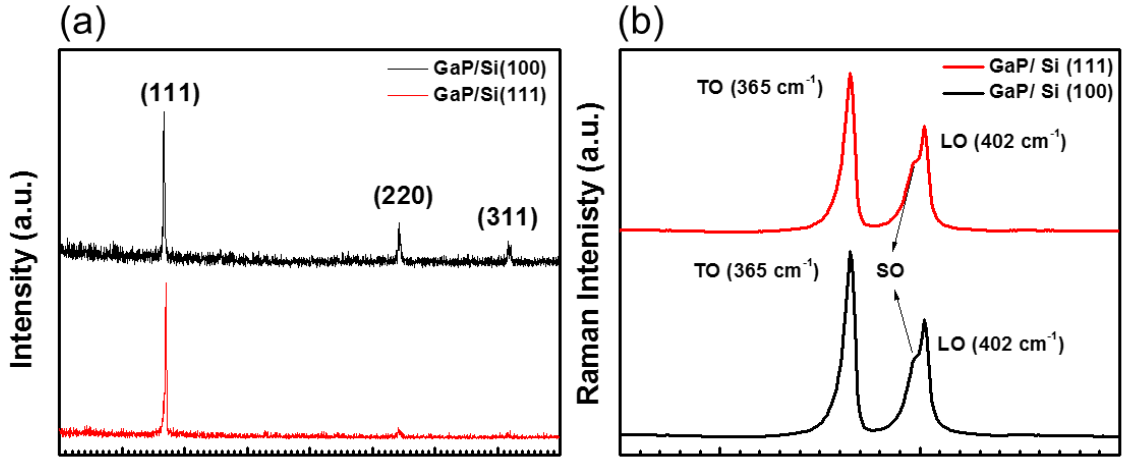 (a)
GaP/Si(100)
GaP/Si(111)
(111)
(220)
(311)
Intensity (a.u.)
(b)
GaP/ Si (111)
GaP/ Si (100)
TO (365 cm⁻¹)
LO (402 cm⁻¹)
SO
TO (365 cm⁻¹)
LO (402 cm⁻¹)
Raman Intenisty (a.u.)